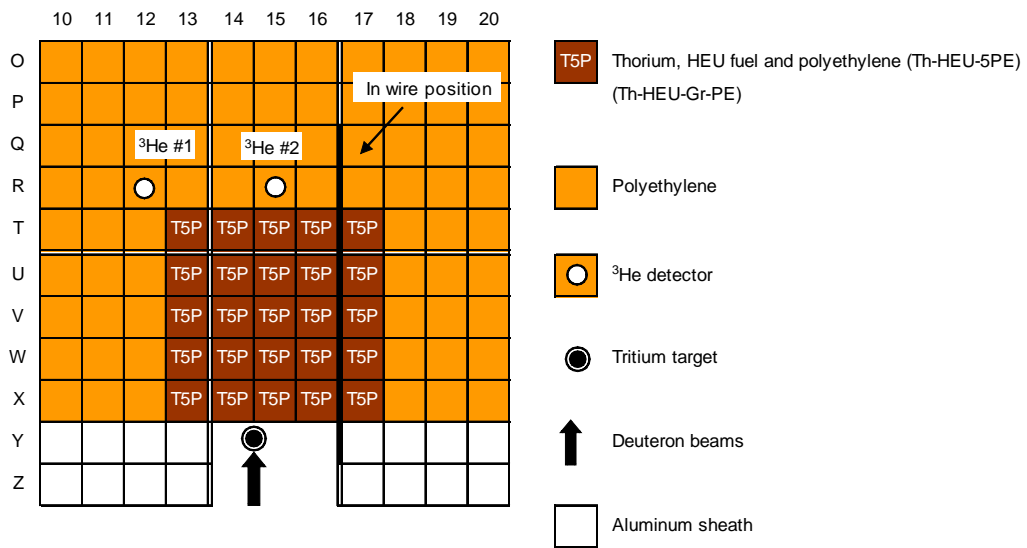 10 11 12 13 14 15 16 17 18 19 20
O
P
In wire position
Q
³He #1
³He #2
R
T T5P T5P T5P T5P T5P
U T5P T5P T5P T5P T5P
V T5P T5P T5P T5P T5P
W T5P T5P T5P T5P T5P
X T5P T5P T5P T5P T5P
Y
Z
T5P Thorium, HEU fuel and polyethylene (Th-HEU-5PE)
(Th-HEU-Gr-PE)
Polyethylene
³He detector
Tritium target
Deuteron beams
Aluminum sheath